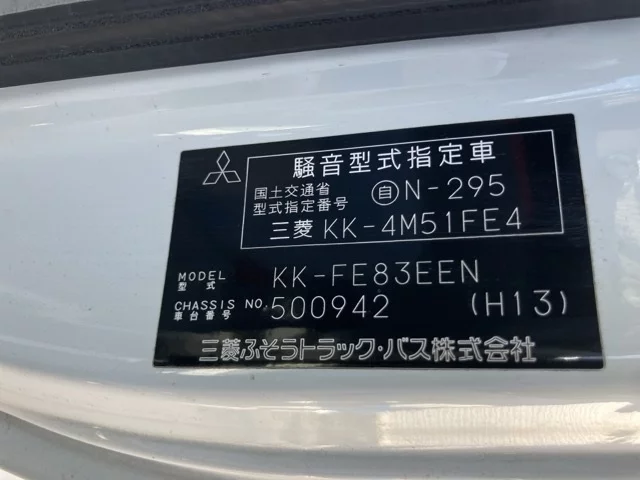 騒音型式指定車
国土交通省
型式指定番号 自N-295
三菱 KK-4M51FE4
MODEL KK-FE83EEN
型式
CHASSIS NO. 500942 (H13)
車台番号
三菱ふそうトラック・バス株式会社